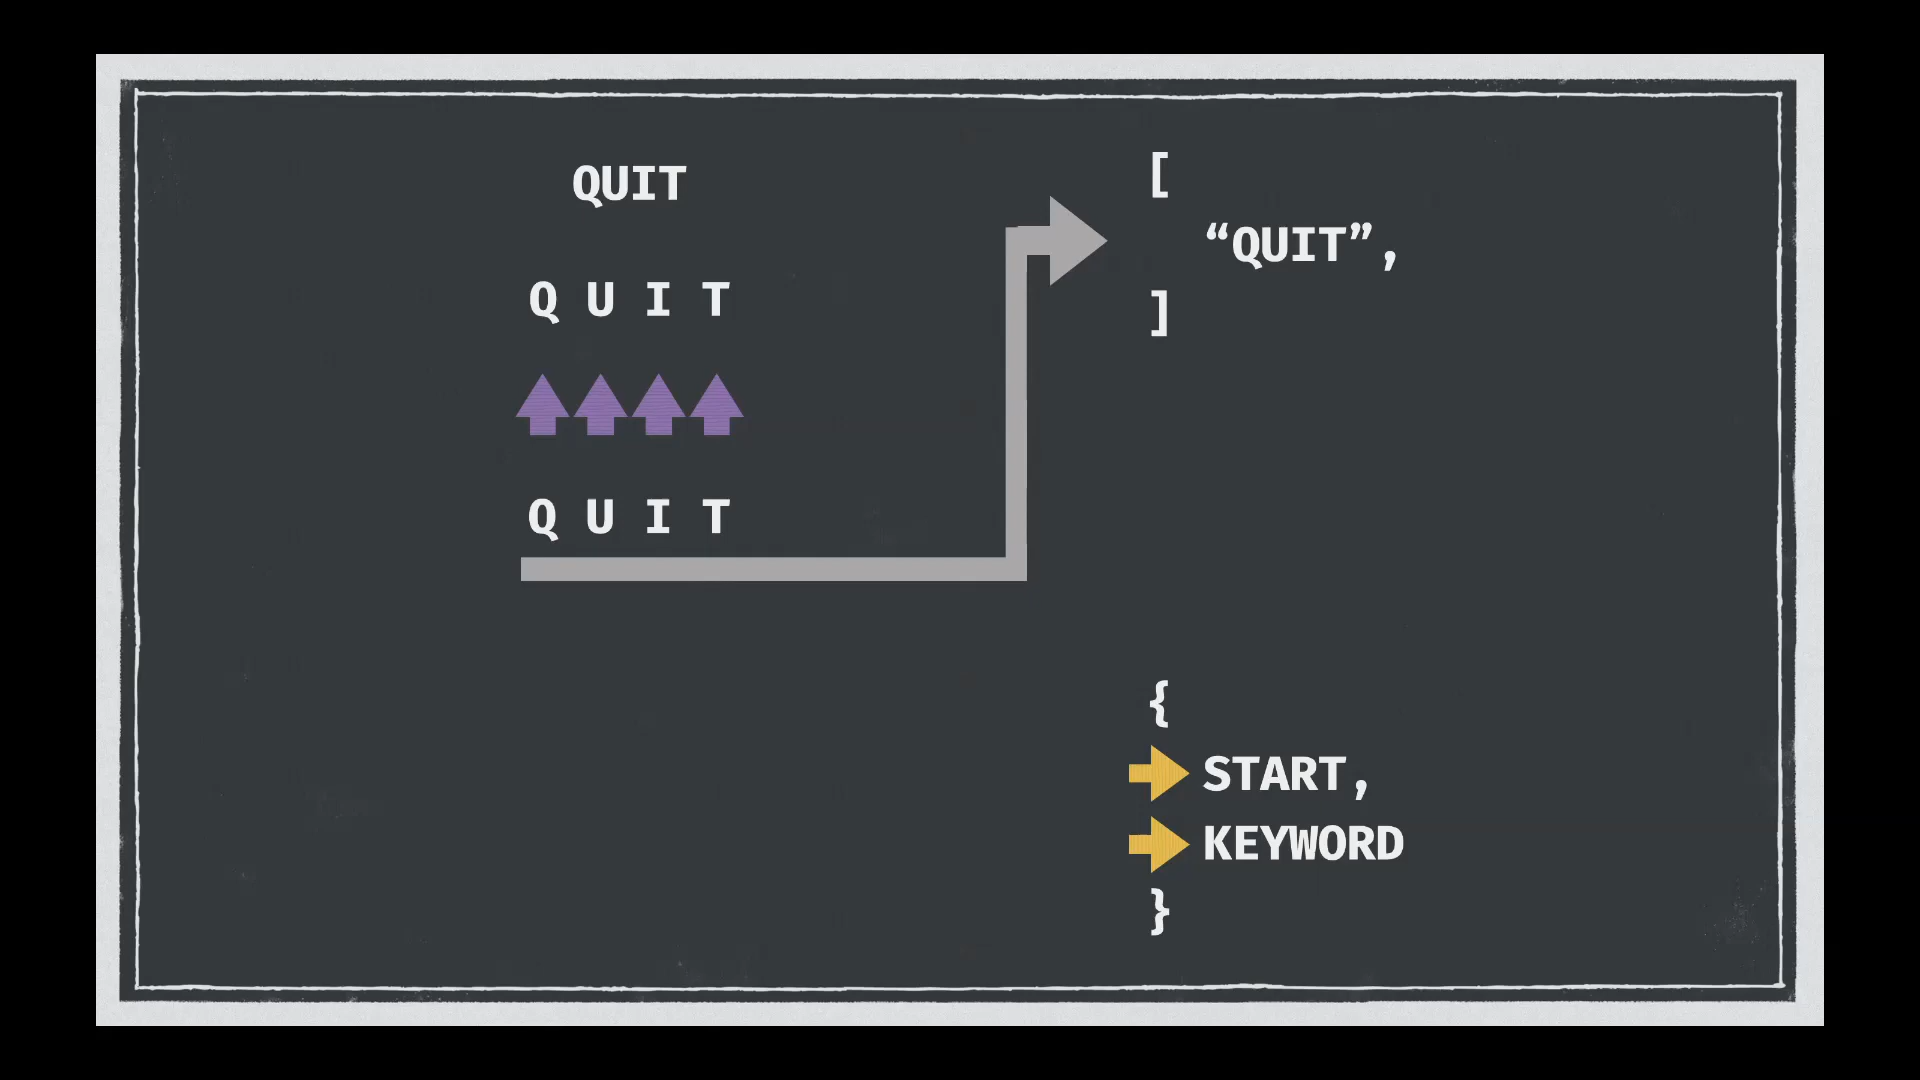 QUIT
Q U I T
Q U I T
[
“QUIT”,
]
{
START,
KEYWORD
}